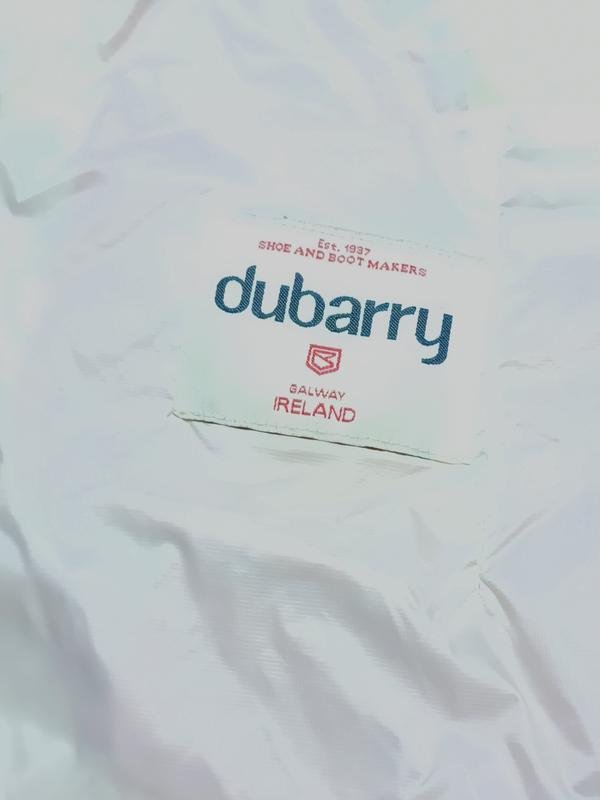 Est. 1937
SHOE AND BOOT MAKERS
dubarry
GALWAY
IRELAND